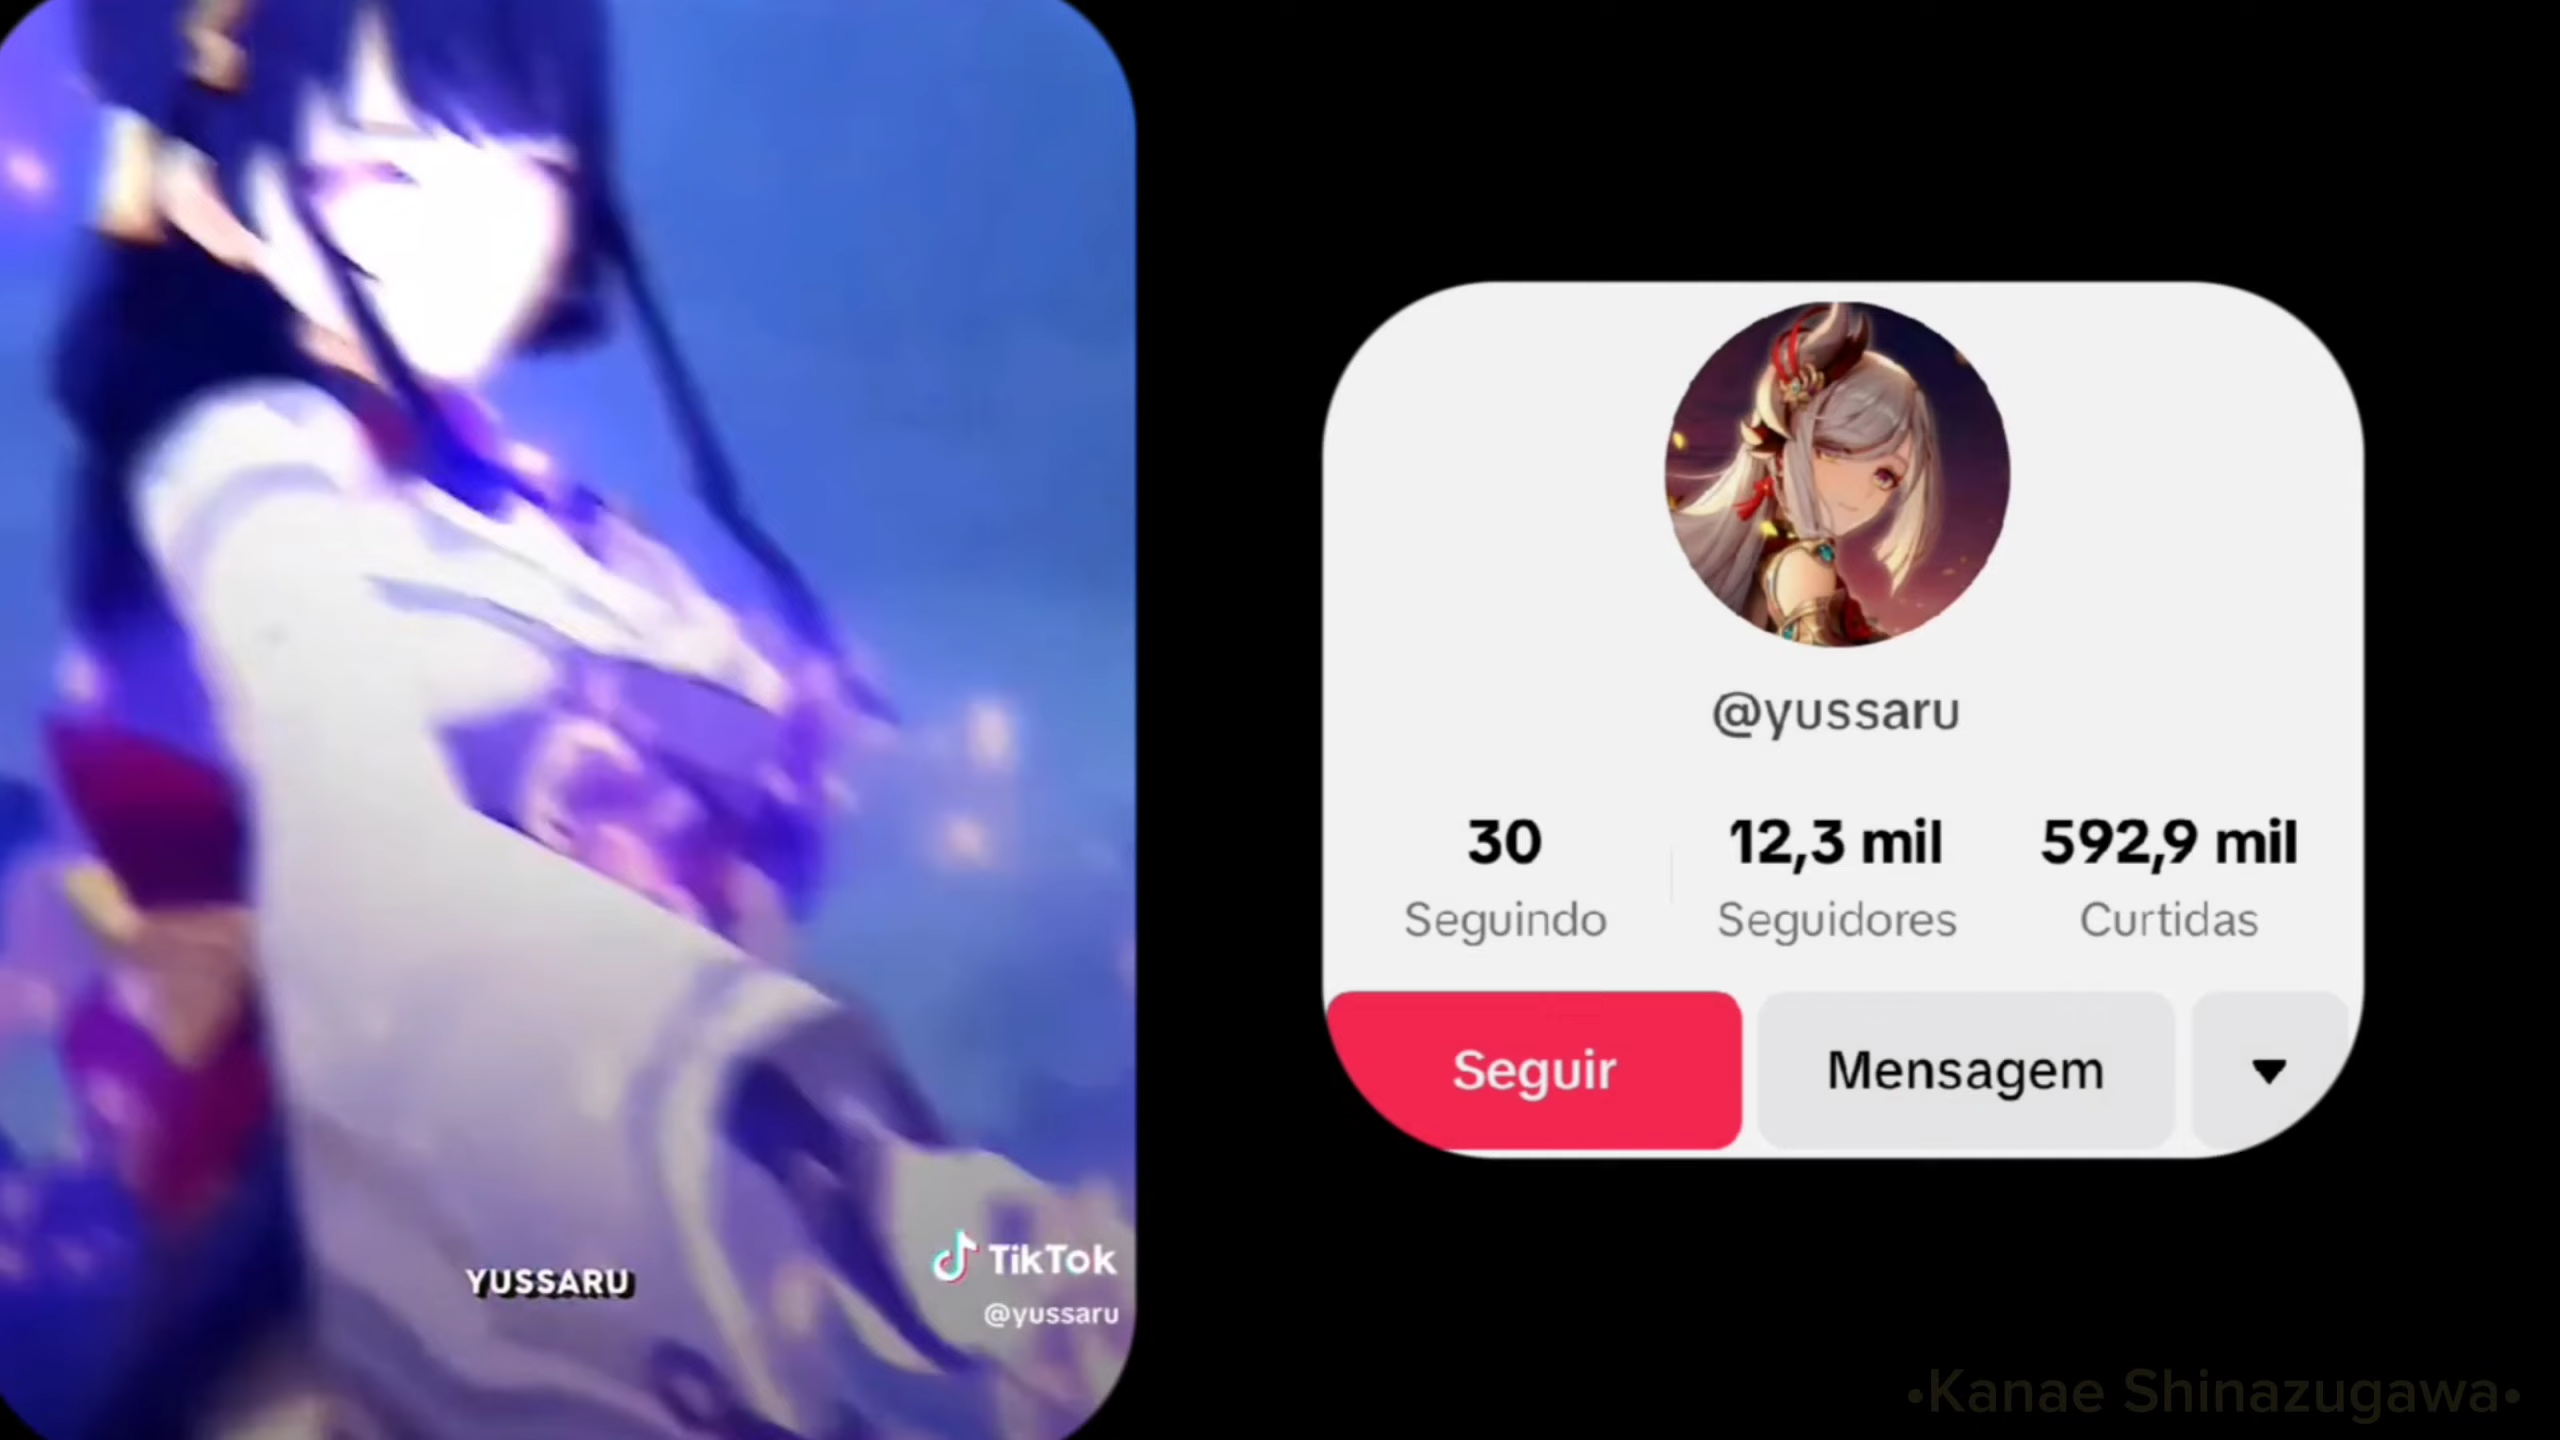 YUSSARU
TikTok
@yussaru
@yussaru
30
Seguindo
12,3 mil
Seguidores
592,9 mil
Curtidas
Seguir
Mensagem
•Kanae Shinazugawa•